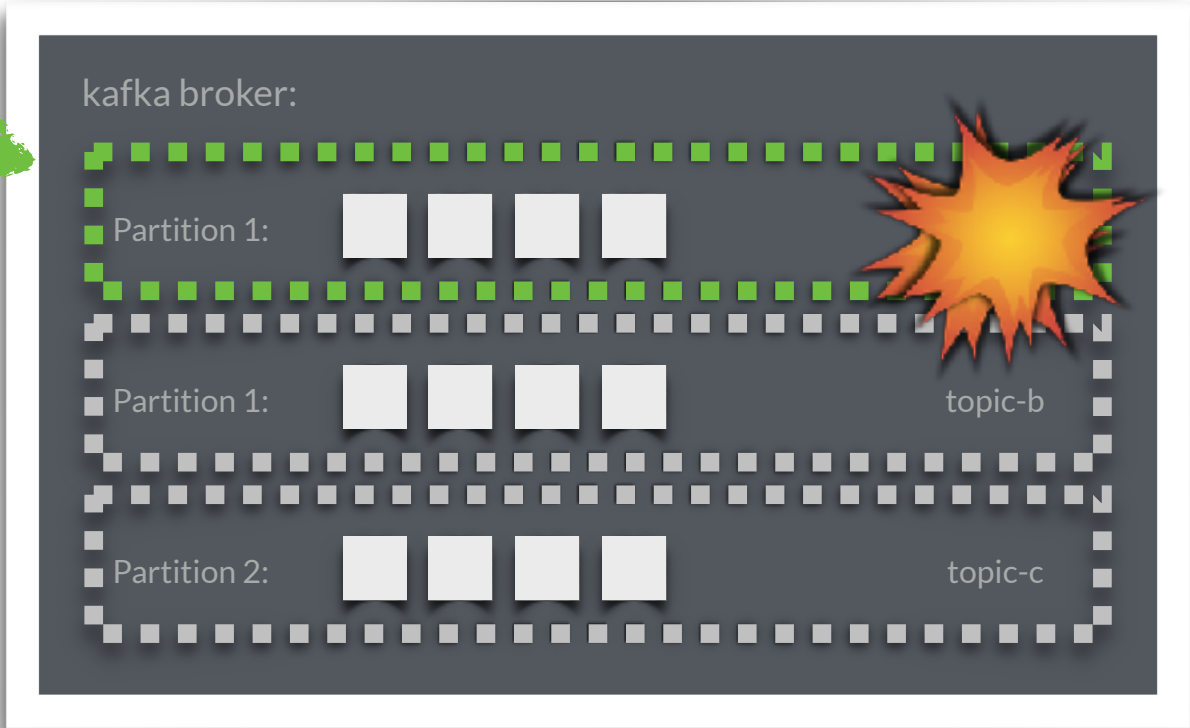 kafka broker:
Partition 1:
Partition 1:
topic-b
Partition 2:
topic-c